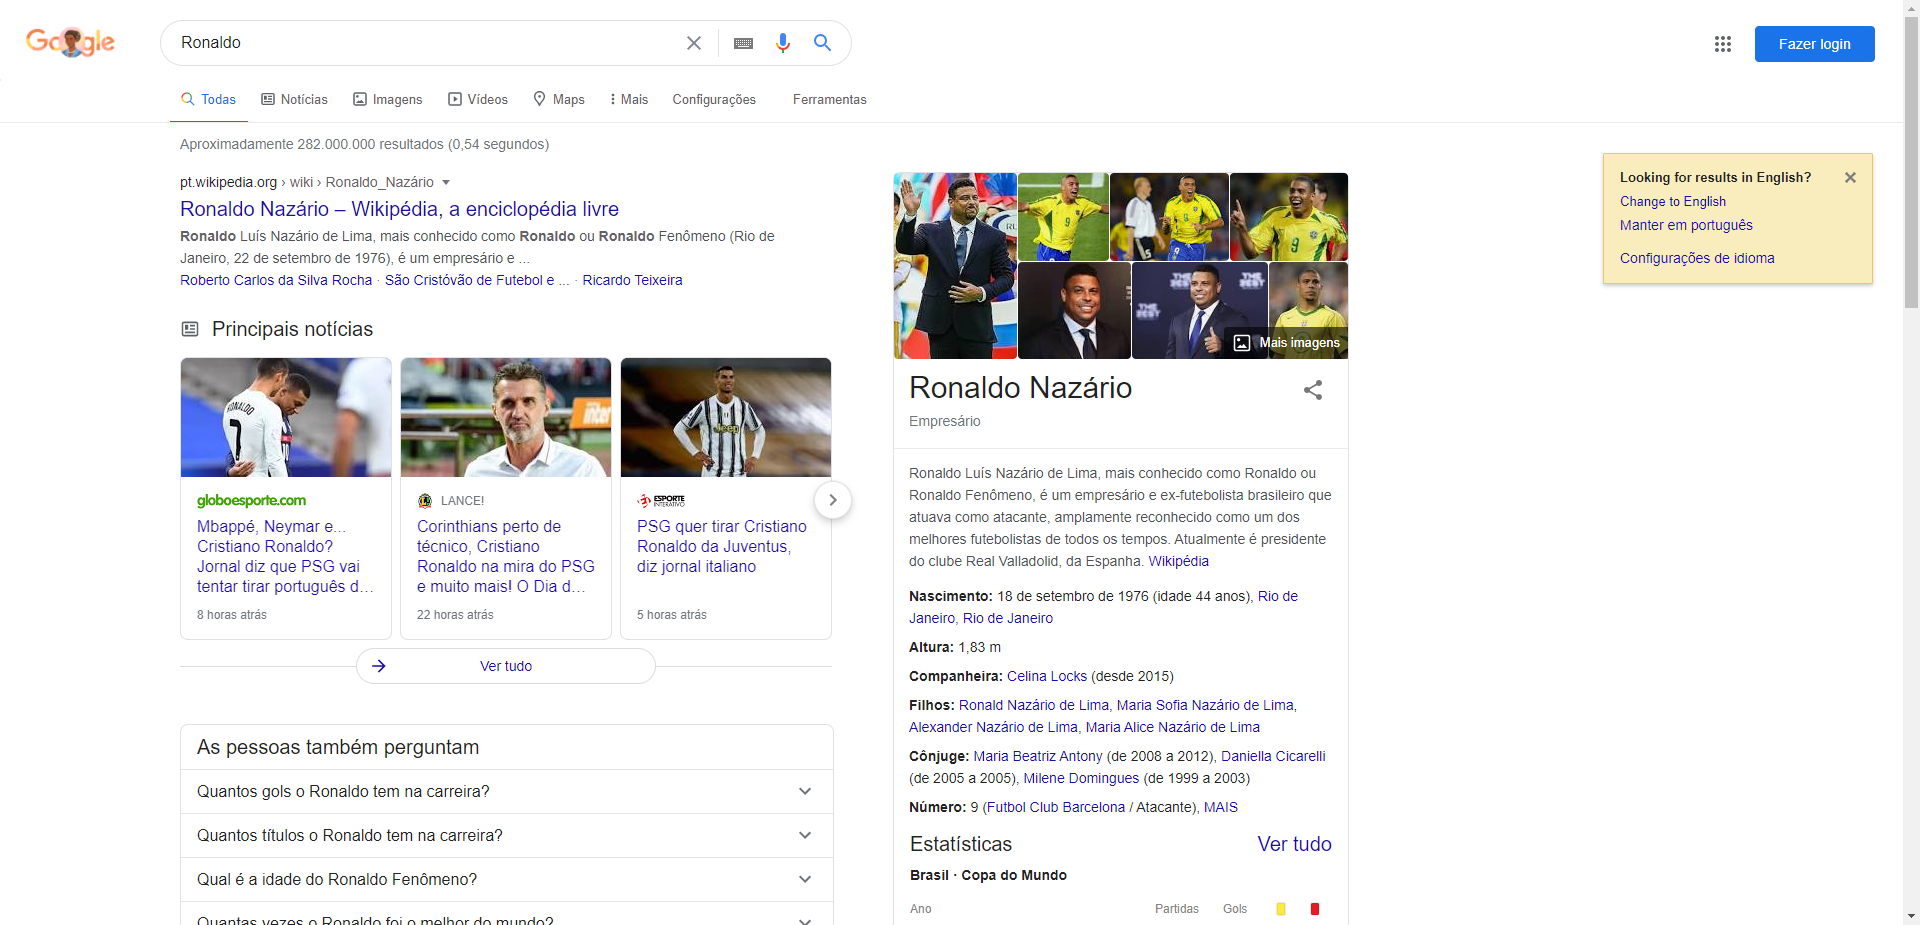 Google
Ronaldo
Fazer login
Todas
Notícias
Imagens
Vídeos
Maps
Mais
Configurações
Ferramentas
Aproximadamente 282.000.000 resultados (0,54 segundos)
pt.wikipedia.org › wiki › Ronaldo_Nazário
Ronaldo Nazário – Wikipédia, a enciclopédia livre
Ronaldo Luís Nazário de Lima, mais conhecido como Ronaldo ou Ronaldo Fenômeno (Rio de
Janeiro, 22 de setembro de 1976), é um empresário e ...
Roberto Carlos da Silva Rocha · São Cristóvão de Futebol e ... · Ricardo Teixeira
Principais notícias
RONALDO
7
globoesporte.com
Mbappé, Neymar e...
Cristiano Ronaldo?
Jornal diz que PSG vai
tentar tirar português d...
8 horas atrás
inter
LANCE!
Corinthians perto de
técnico, Cristiano
Ronaldo na mira do PSG
e muito mais! O Dia d...
22 horas atrás
Jeep
ESPORTE
INTERATIVO
PSG quer tirar Cristiano
Ronaldo da Juventus,
diz jornal italiano
5 horas atrás
Ver tudo
As pessoas também perguntam
Quantos gols o Ronaldo tem na carreira?
Quantos títulos o Ronaldo tem na carreira?
Qual é a idade do Ronaldo Fenômeno?
Quantas vezes o Ronaldo foi o melhor do mundo?
RU
9
9
9
THE
BEST
THE
BEST
Mais imagens
Ronaldo Nazário
Empresário
Ronaldo Luís Nazário de Lima, mais conhecido como Ronaldo ou
Ronaldo Fenômeno, é um empresário e ex-futebolista brasileiro que
atuava como atacante, amplamente reconhecido como um dos
melhores futebolistas de todos os tempos. Atualmente é presidente
do clube Real Valladolid, da Espanha. Wikipédia
Nascimento: 18 de setembro de 1976 (idade 44 anos), Rio de
Janeiro, Rio de Janeiro
Altura: 1,83 m
Companheira: Celina Locks (desde 2015)
Filhos: Ronald Nazário de Lima, Maria Sofia Nazário de Lima,
Alexander Nazário de Lima, Maria Alice Nazário de Lima
Cônjuge: Maria Beatriz Antony (de 2008 a 2012), Daniella Cicarelli
(de 2005 a 2005), Milene Domingues (de 1999 a 2003)
Número: 9 (Futbol Club Barcelona / Atacante), MAIS
Estatísticas
Ver tudo
Brasil · Copa do Mundo
Ano
Partidas
Gols
Looking for results in English?
Change to English
Manter em português
Configurações de idioma